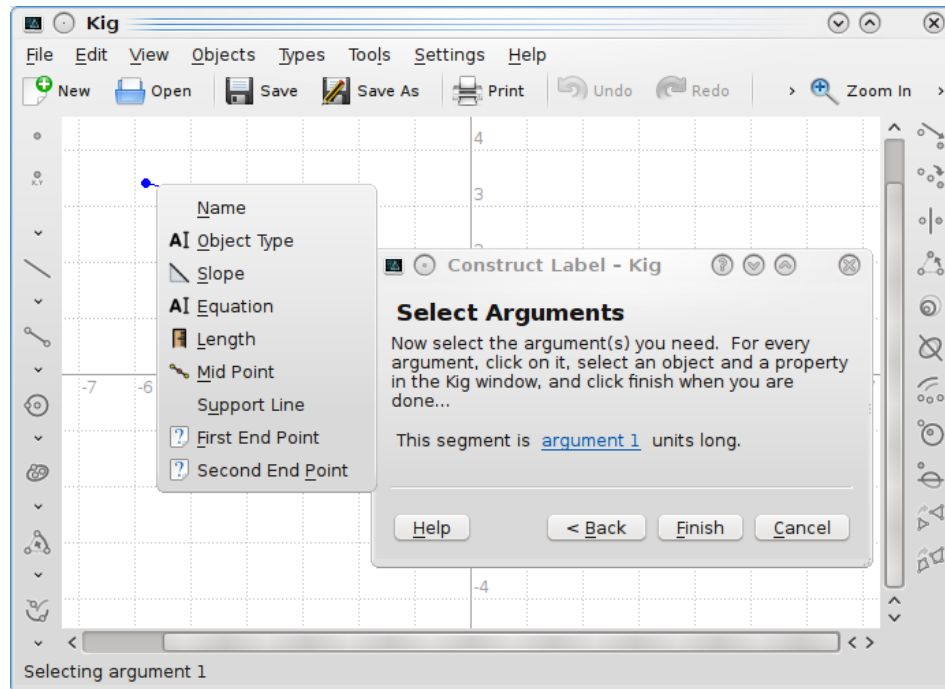 Kig
File Edit View Objects Types Tools Settings Help
New Open Save Save As Print Undo Redo Zoom In
X,Y
4
3
-7 -6
-4
Name
Object Type
Slope
Equation
Length
Mid Point
Support Line
First End Point
Second End Point
Construct Label – Kig
Select Arguments
Now select the argument(s) you need. For every
argument, click on it, select an object and a property
in the Kig window, and click finish when you are
done...
This segment is argument 1 units long.
Help < Back Finish Cancel
Selecting argument 1